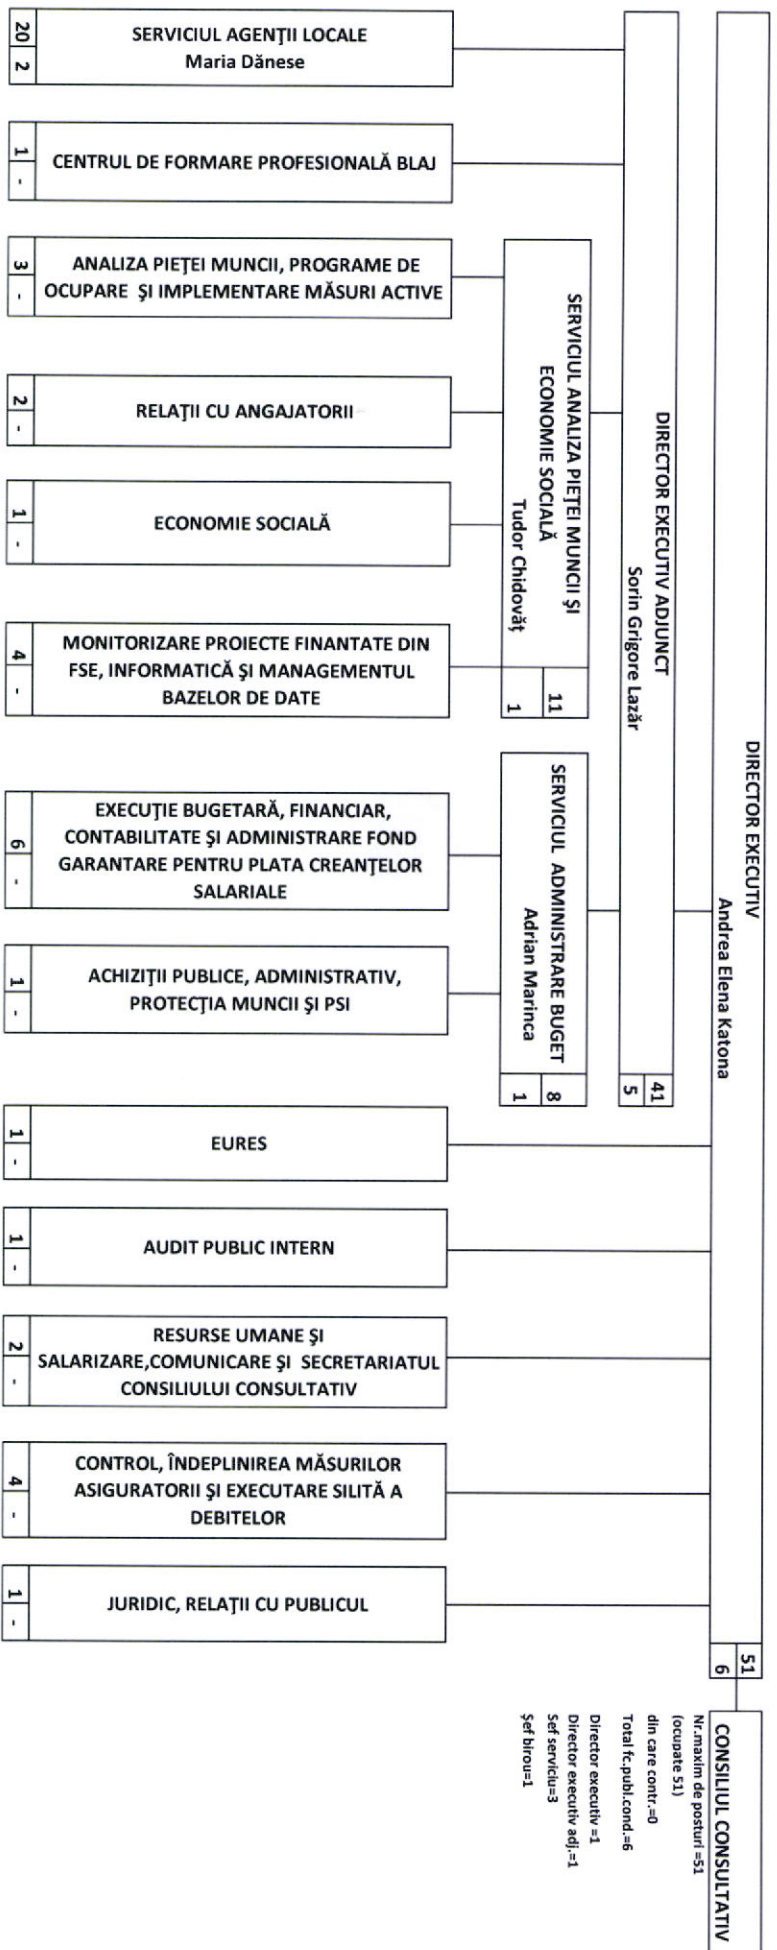 DIRECTOR EXECUTIV
Andrea Elena Katona
51
6
CONSILIUL CONSULTATIV
Nr.maxim de posturi =51
(ocupate 51)
din care contr.=0
Total fc.publ.cond.=6
Director executiv =1
Director executiv adj.=1
Sef serviciu=3
Șef birou=1
DIRECTOR EXECUTIV ADJUNCT
Sorin Grigore Lazăr
41
5
SERVICIUL ANALIZA PIEȚEI MUNCII ȘI
ECONOMIE SOCIALĂ
Tudor Chidovăț
11
1
SERVICIUL ADMINISTRARE BUGET
Adrian Marinca
8
1
SERVICIUL AGENȚII LOCALE
Maria Dănese
20
2
CENTRUL DE FORMARE PROFESIONALĂ BLAJ
1
-
ANALIZA PIEȚEI MUNCII, PROGRAME DE
OCUPARE ȘI IMPLEMENTARE MĂSURI ACTIVE
3
-
RELAȚII CU ANGAJATORII
2
-
ECONOMIE SOCIALĂ
1
-
MONITORIZARE PROIECTE FINANTATE DIN
FSE, INFORMATICĂ ȘI MANAGEMENTUL
BAZELOR DE DATE
4
-
EXECUȚIE BUGETARĂ, FINANCIAR,
CONTABILITATE ȘI ADMINISTRARE FOND
GARANTARE PENTRU PLATA CREANȚELOR
SALARIALE
6
-
ACHIZIȚII PUBLICE, ADMINISTRATIV,
PROTECȚIA MUNCII ȘI PSI
1
-
EURES
1
-
AUDIT PUBLIC INTERN
1
-
RESURSE UMANE ȘI
SALARIZARE,COMUNICARE ȘI SECRETARIATUL
CONSILIULUI CONSULTATIV
2
-
CONTROL, ÎNDEPLINIREA MĂSURILOR
ASIGURATORII ȘI EXECUTARE SILITĂ A
DEBITELOR
4
-
JURIDIC, RELAȚII CU PUBLICUL
1
-